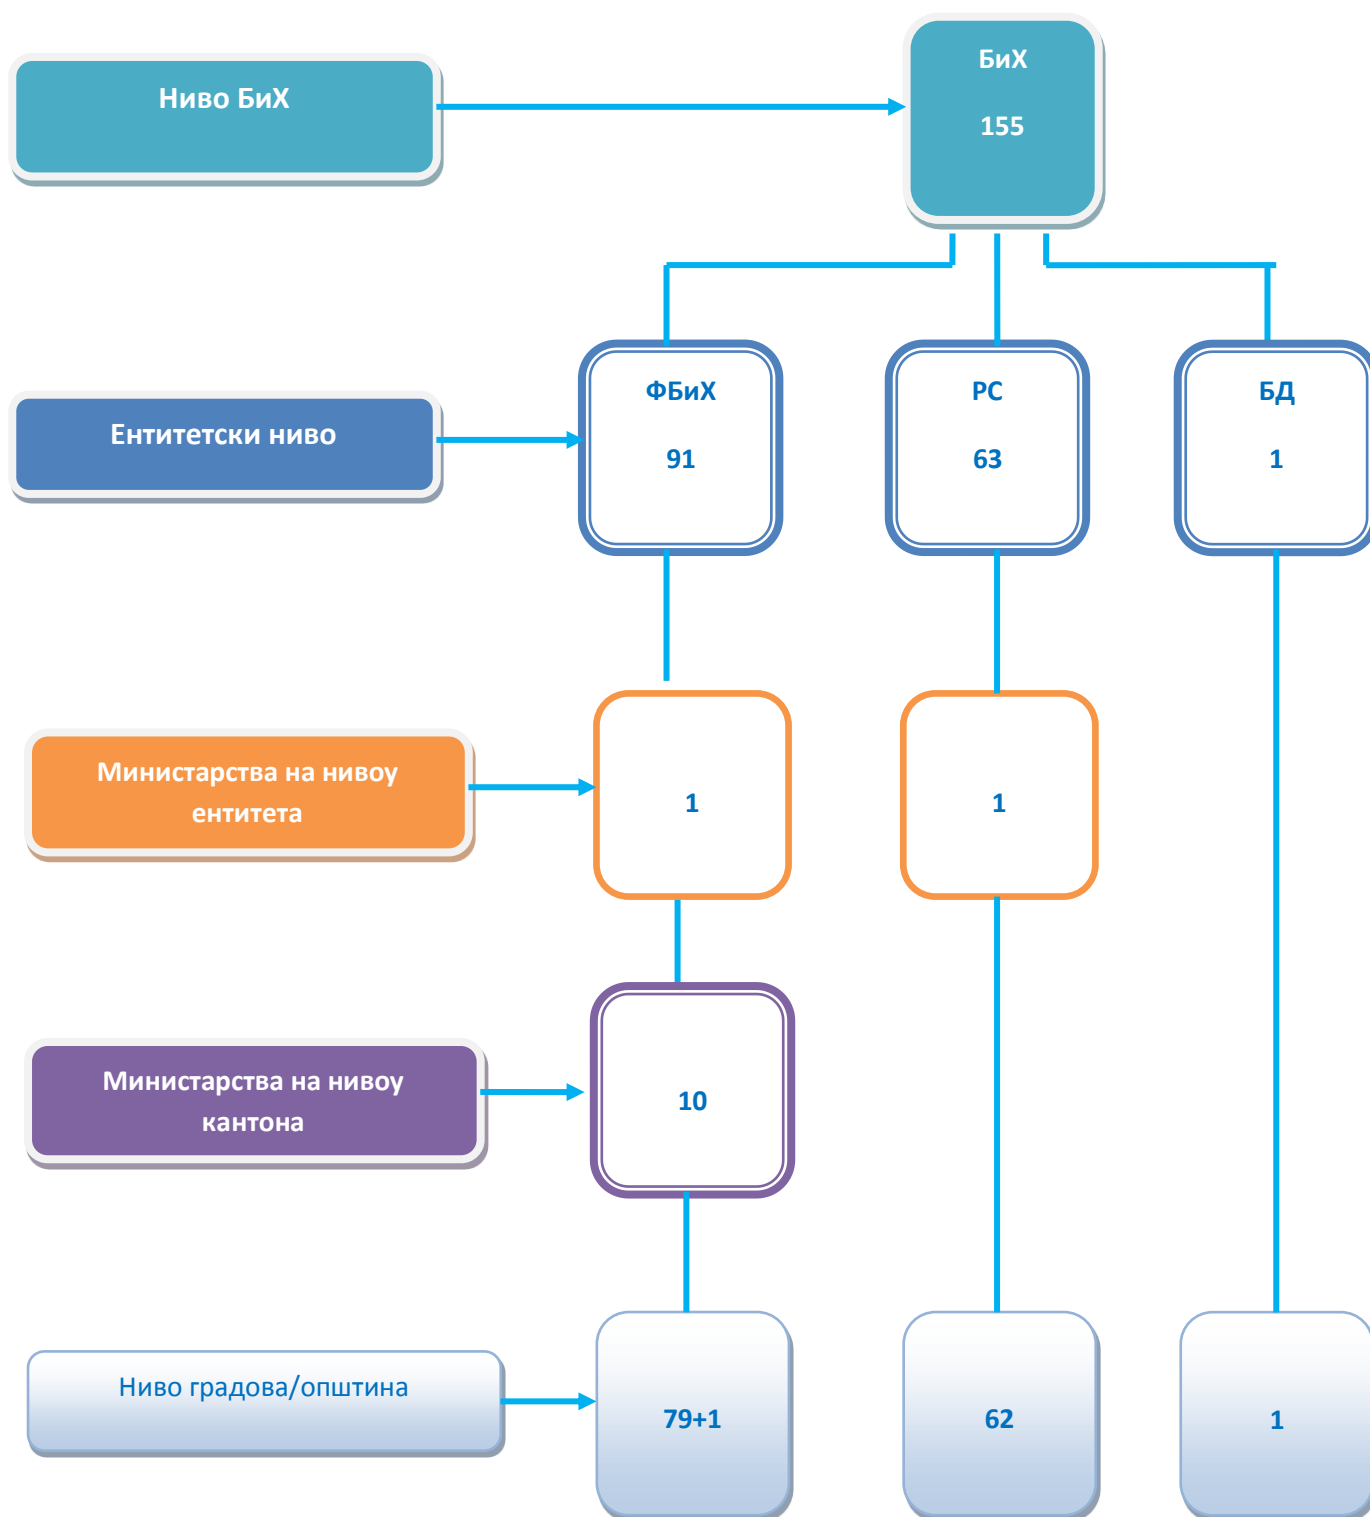 Ниво БиХ
БиХ
155
Ентитетски ниво
ФБиХ
91
РС
63
БД
1
Министарства на нивоу
ентитета
1
1
Министарства на нивоу
кантона
10
Ниво градова/општина
79+1
62
1